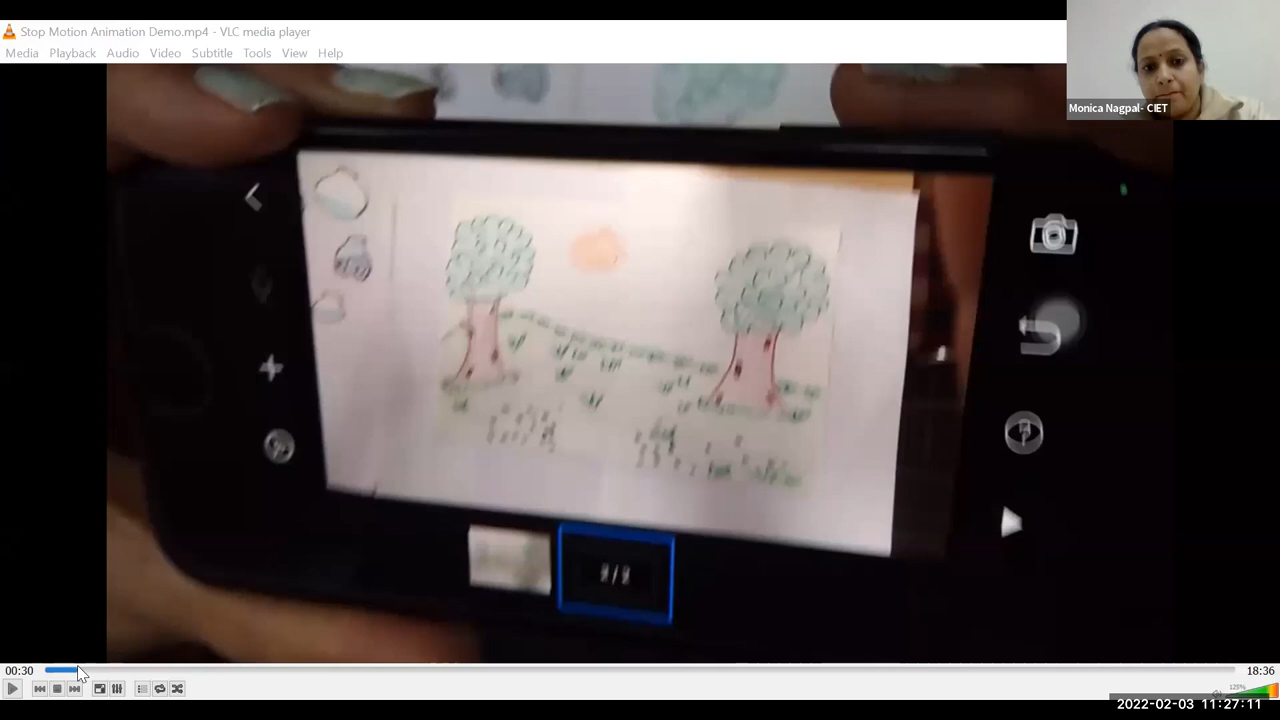 Stop Motion Animation Demo.mp4 - VLC media player
Media Playback Audio Video Subtitle Tools View Help
Monica Nagpal- CIET
00:30
18:36
125%
2022-02-03 11:27:11